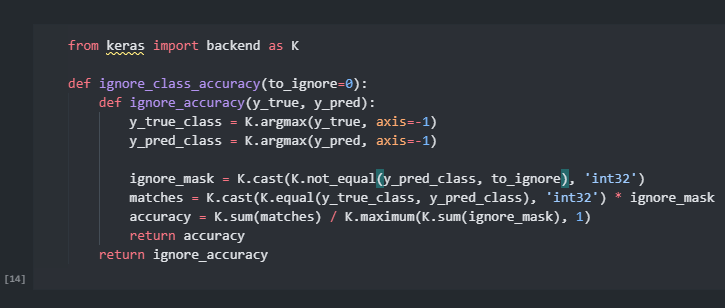 from keras import backend as K
def ignore_class_accuracy(to_ignore=0):
def ignore_accuracy(y_true, y_pred):
y_true_class = K.argmax(y_true, axis=-1)
y_pred_class = K.argmax(y_pred, axis=-1)
ignore_mask = K.cast(K.not_equal(y_pred_class, to_ignore), 'int32')
matches = K.cast(K.equal(y_true_class, y_pred_class), 'int32') * ignore_mask
accuracy = K.sum(matches) / K.maximum(K.sum(ignore_mask), 1)
return accuracy
return ignore_accuracy
[14]